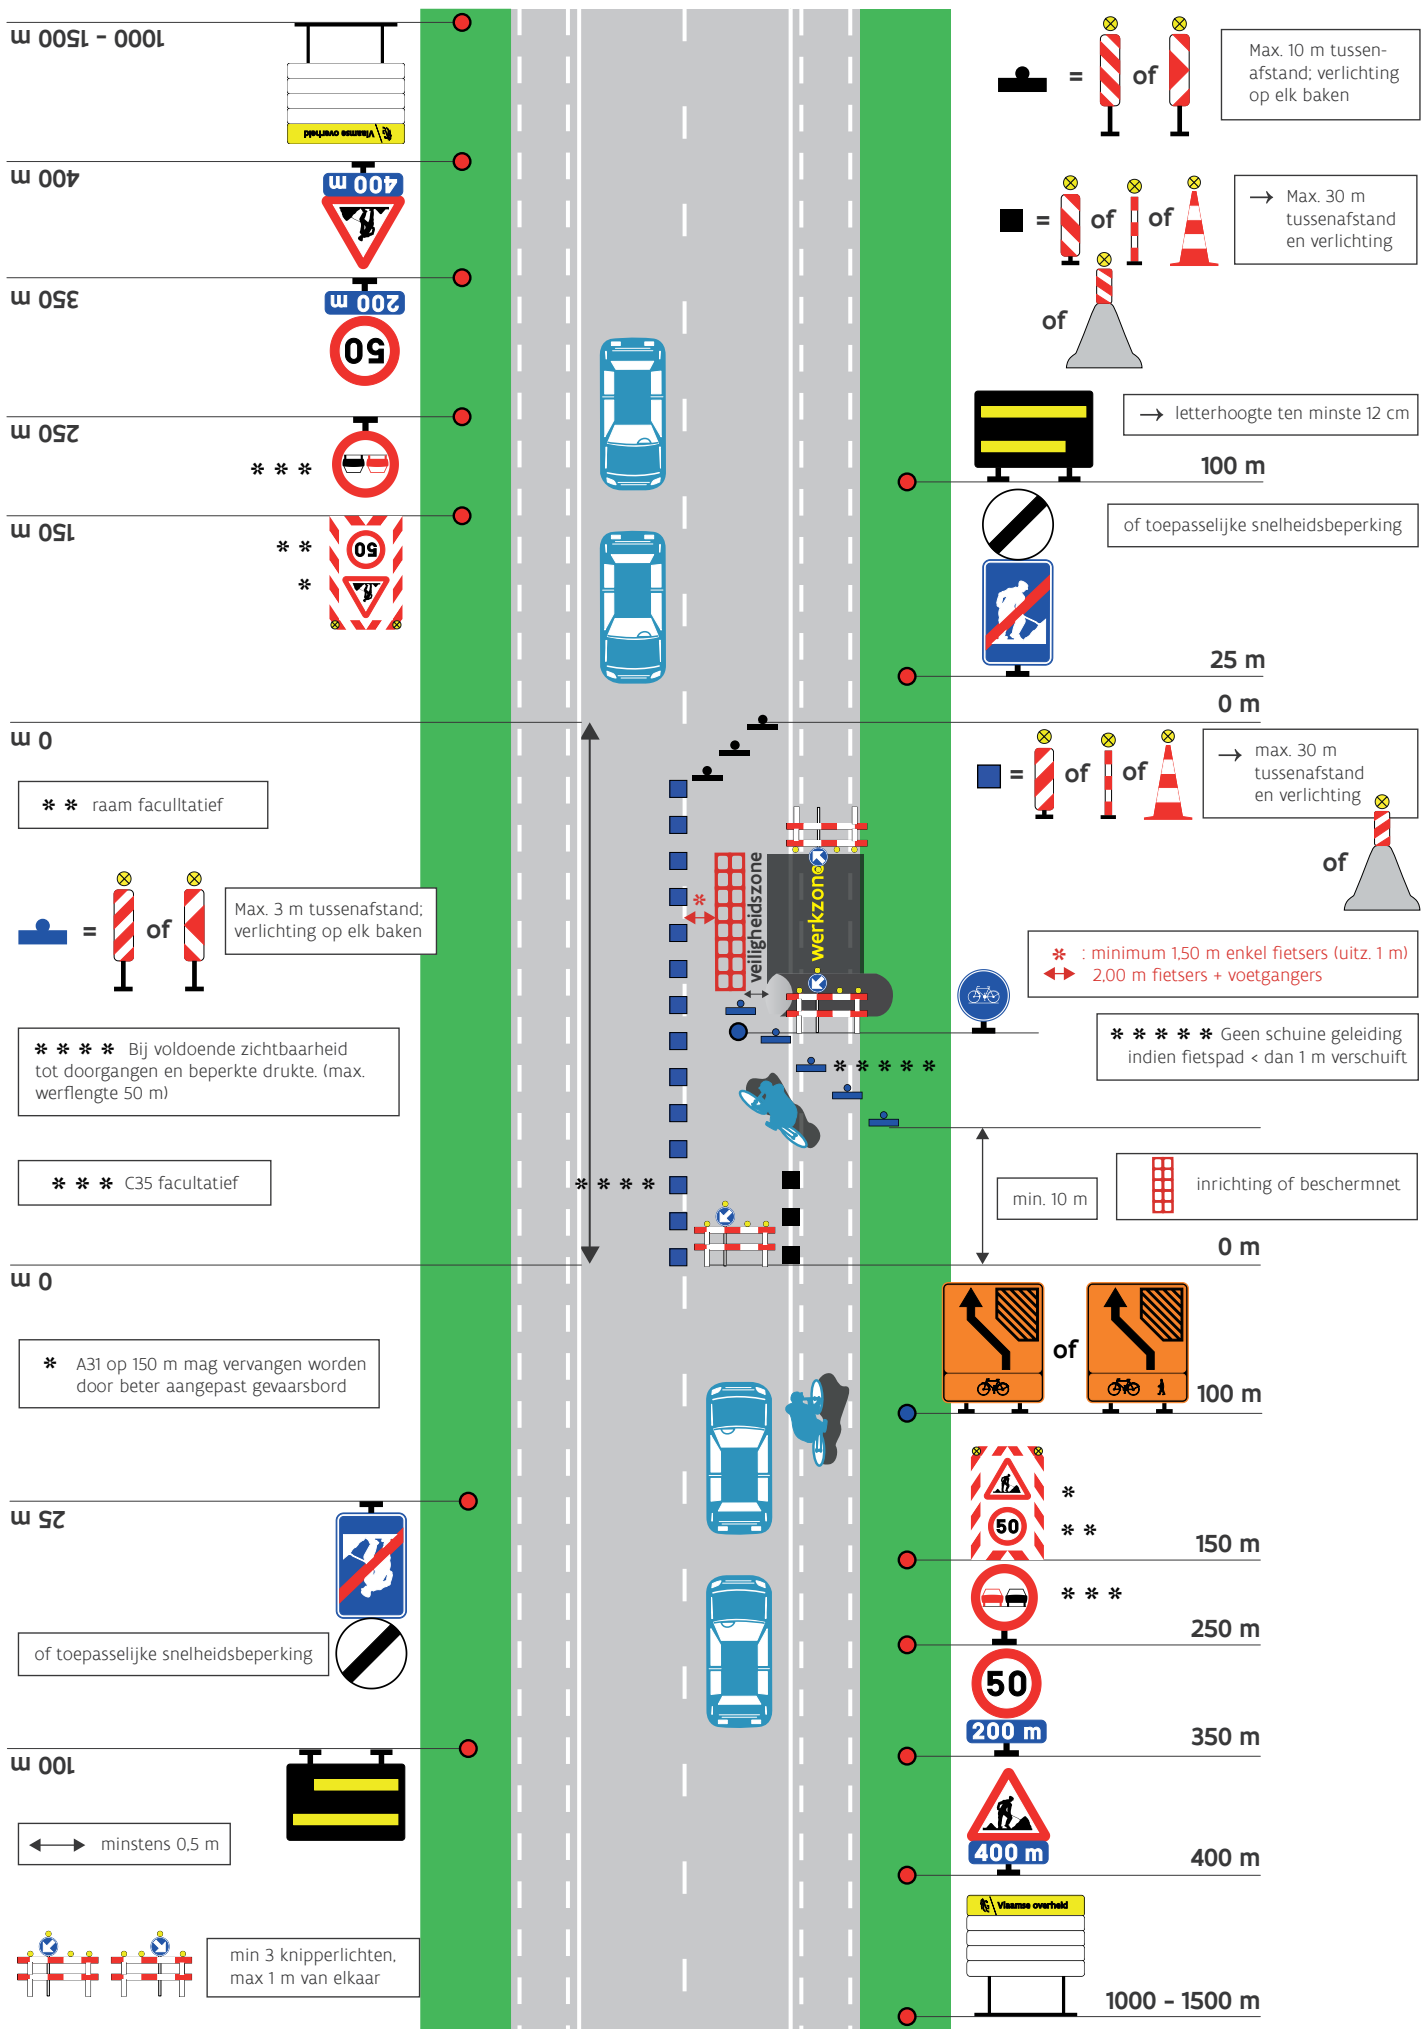 1000 - 1500 m
Vlaamse overheid
400 m
400 m
350 m
200 m
50
250 m
* * *
150 m
* *
50
*
0 m
* * raam faculltatief
= of
Max. 3 m tussenafstand;
verlichting op elk baken
* * * * Bij voldoende zichtbaarheid
tot doorgangen en beperkte drukte. (max.
werflengte 50 m)
* * * C35 facultatief
0 m
* A31 op 150 m mag vervangen worden
door beter aangepast gevaarsbord
25 m
of toepasselijke snelheidsbeperking
100 m
minstens 0,5 m
min 3 knipperlichten,
max 1 m van elkaar
*
veiligheidszone
werkzone
* * * * *
* * * *
= of
Max. 10 m tussen-
afstand; verlichting
op elk baken
= of of
of
→ Max. 30 m
tussenafstand
en verlichting
→ letterhoogte ten minste 12 cm
100 m
of toepasselijke snelheidsbeperking
25 m
0 m
= of of
→ max. 30 m
tussenafstand
en verlichting
of
* : minimum 1,50 m enkel fietsers (uitz. 1 m)
2,00 m fietsers + voetgangers
* * * * * Geen schuine geleiding
indien fietspad < dan 1 m verschuift
min. 10 m
inrichting of beschermnet
0 m
of
100 m
*
50
* *
150 m
* * *
250 m
50
200 m
350 m
400 m
400 m
Vlaamse overheid
1000 - 1500 m